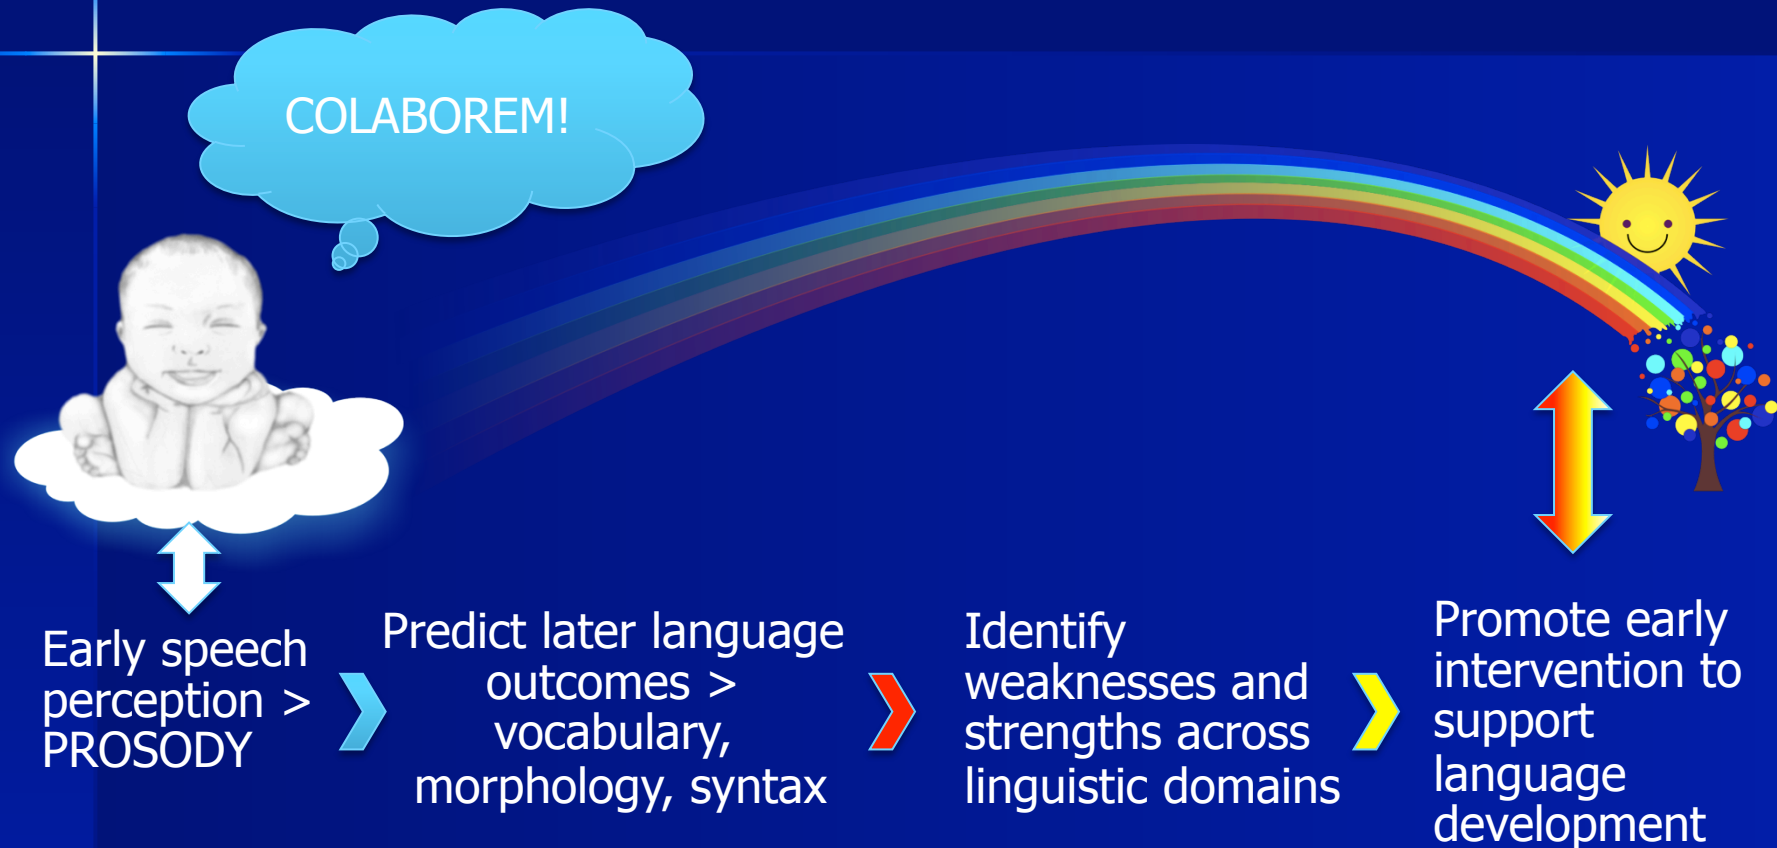 COLABOREM!
Early speech
perception >
PROSODY
Predict later language
outcomes >
vocabulary,
morphology, syntax
Identify
weaknesses and
strengths across
linguistic domains
Promote early
intervention to
support
language
development